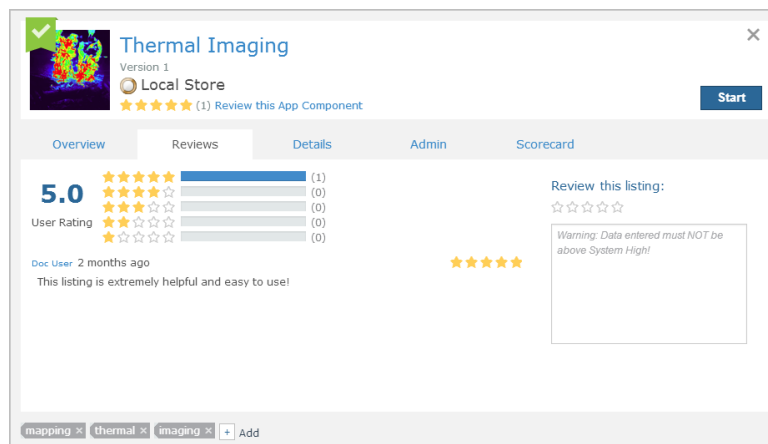 Thermal Imaging
Version 1
Local Store
(1) Review this App Component
Start
Overview Reviews Details Admin Scorecard
5.0
User Rating
(1)
(0)
(0)
(0)
(0)
Review this listing:
Warning: Data entered must NOT be
above System High!
Doc User 2 months ago
This listing is extremely helpful and easy to use!
mapping × thermal × imaging × + Add